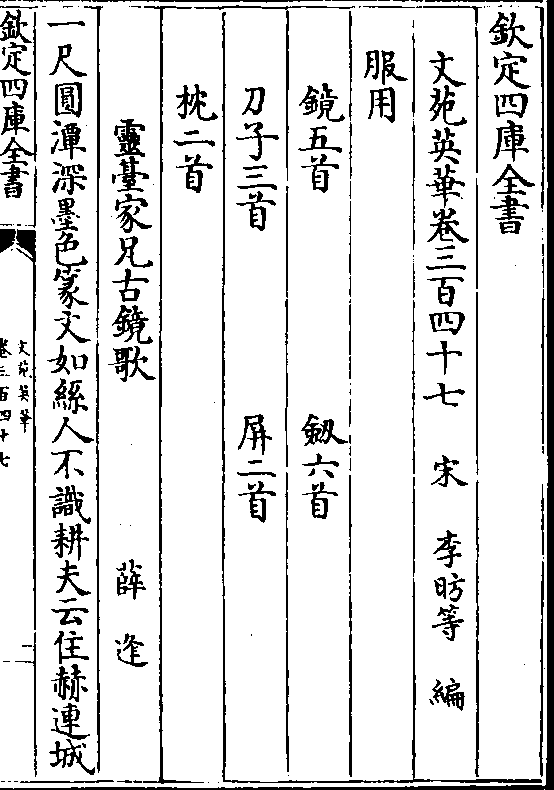 欽定四庫全書
文苑英華卷三百四十七 宋 李昉等 編
服用
鏡五首 劔六首
刀子三首 屏二首
枕二首
靈臺家兄古鏡歌 薛逢
一尺圓潭深墨色篆文如絲人不識耕夫云住赫連城
欽定四庫全書
文苑英華
卷三百四十七